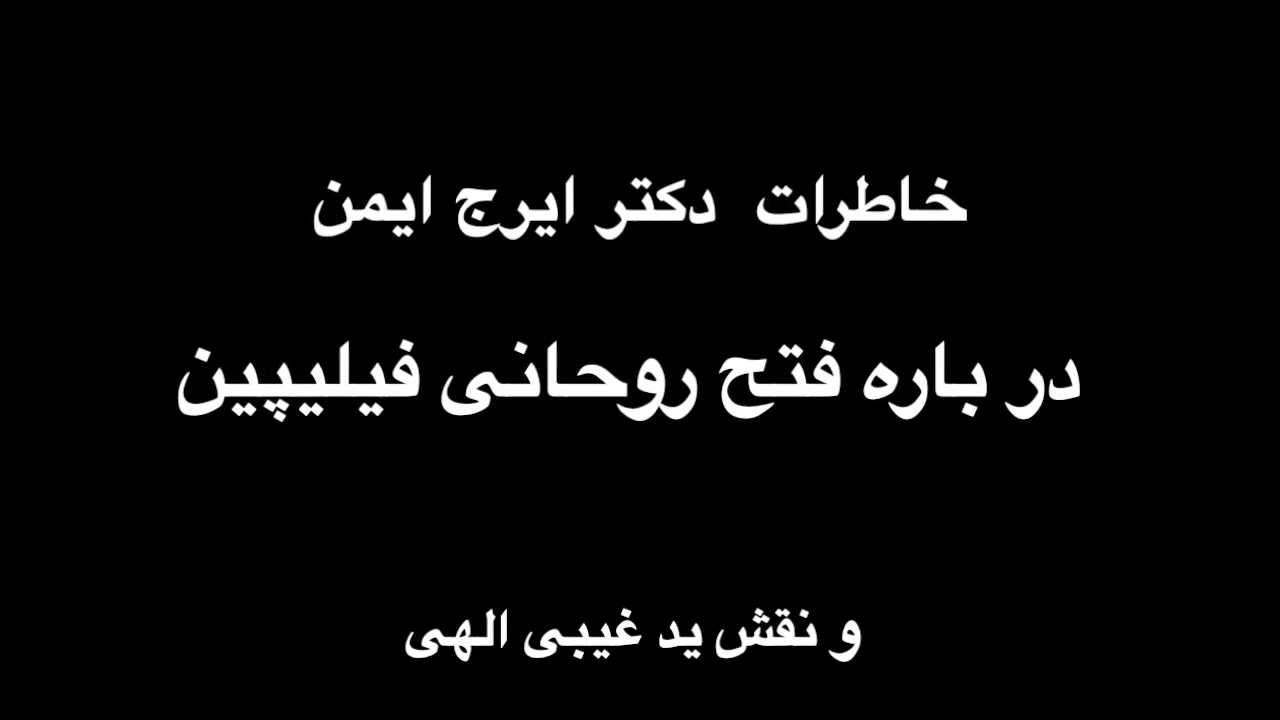 خاطرات دکتر ایرج ایمن
در باره فتح روحانی فیلیپین
و نقش ید غیبی الهی